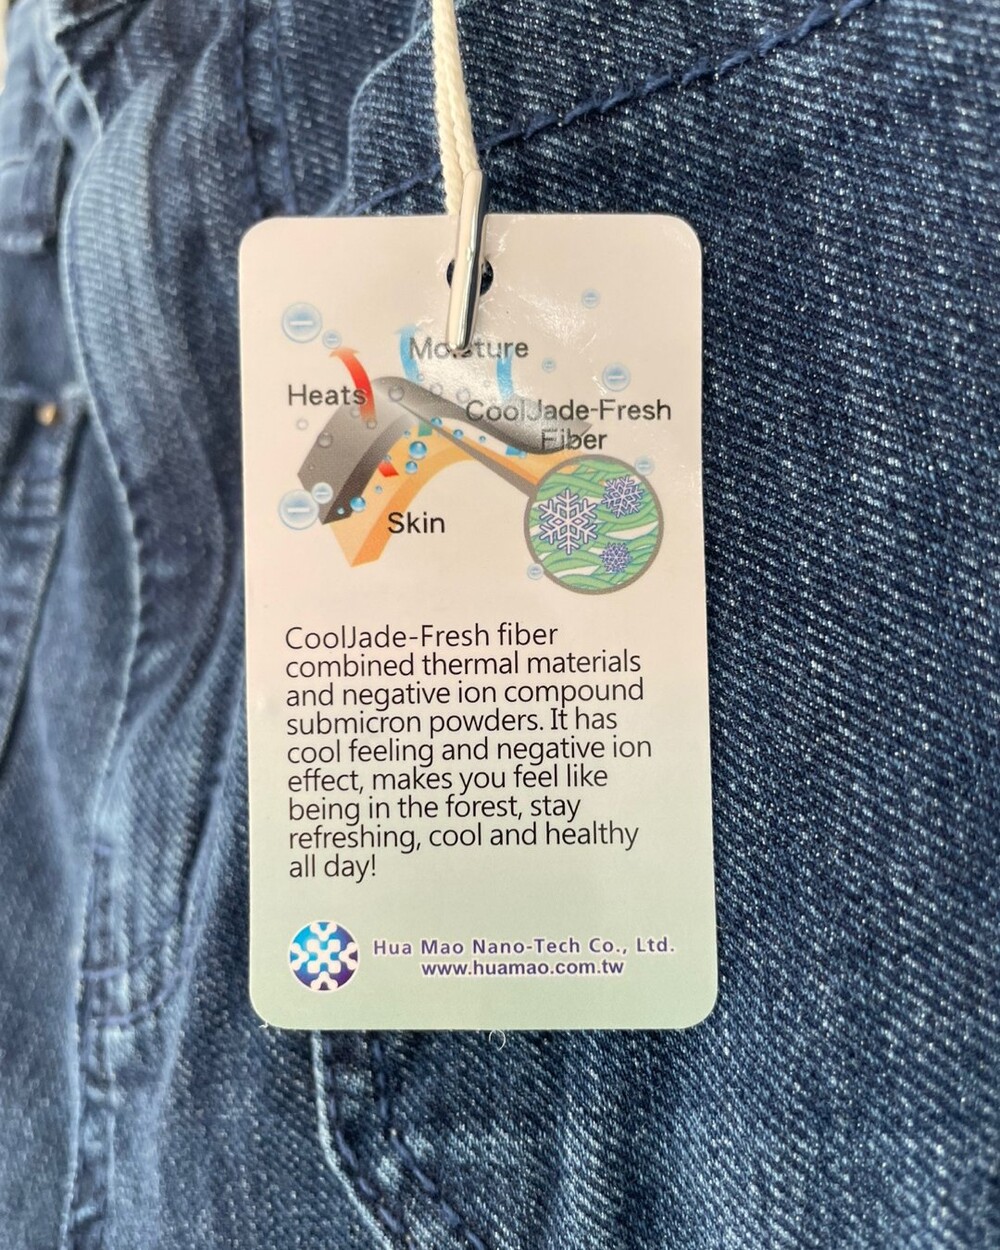 Moisture
Heats
CoolJade-Fresh
Fiber
Skin
CoolJade-Fresh fiber
combined thermal materials
and negative ion compound
submicron powders. It has
cool feeling and negative ion
effect, makes you feel like
being in the forest, stay
refreshing, cool and healthy
all day!
Hua Mao Nano-Tech Co., Ltd.
www.huamao.com.tw